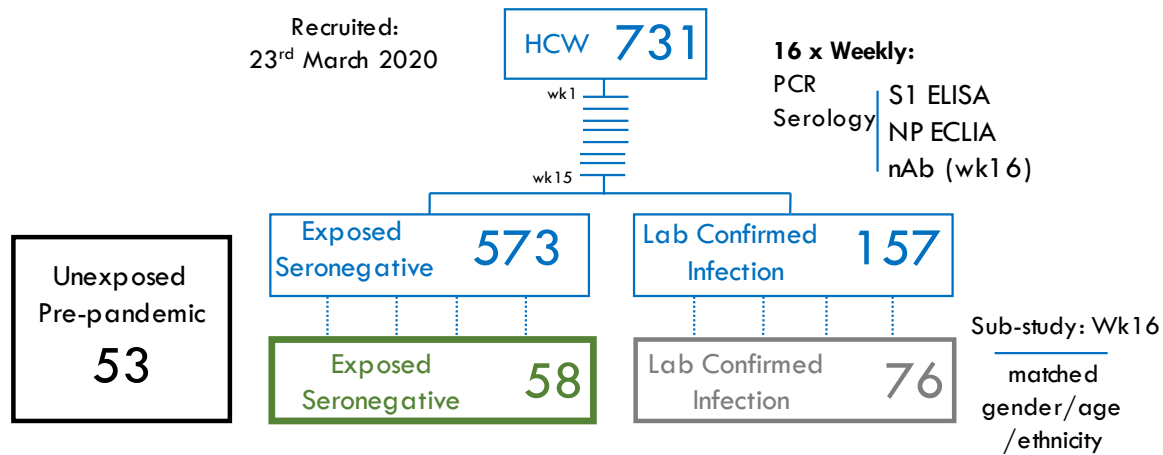 Recruited:
23rd March 2020
HCW 731
16 x Weekly:
PCR
Serology
S1 ELISA
NP ECLIA
nAb (wk16)
wk1
wk15
Exposed
Seronegative
573
Lab Confirmed
Infection
157
Unexposed
Pre-pandemic
53
Exposed
Seronegative
58
Lab Confirmed
Infection
76
Sub-study: Wk16
matched
gender/age
/ethnicity